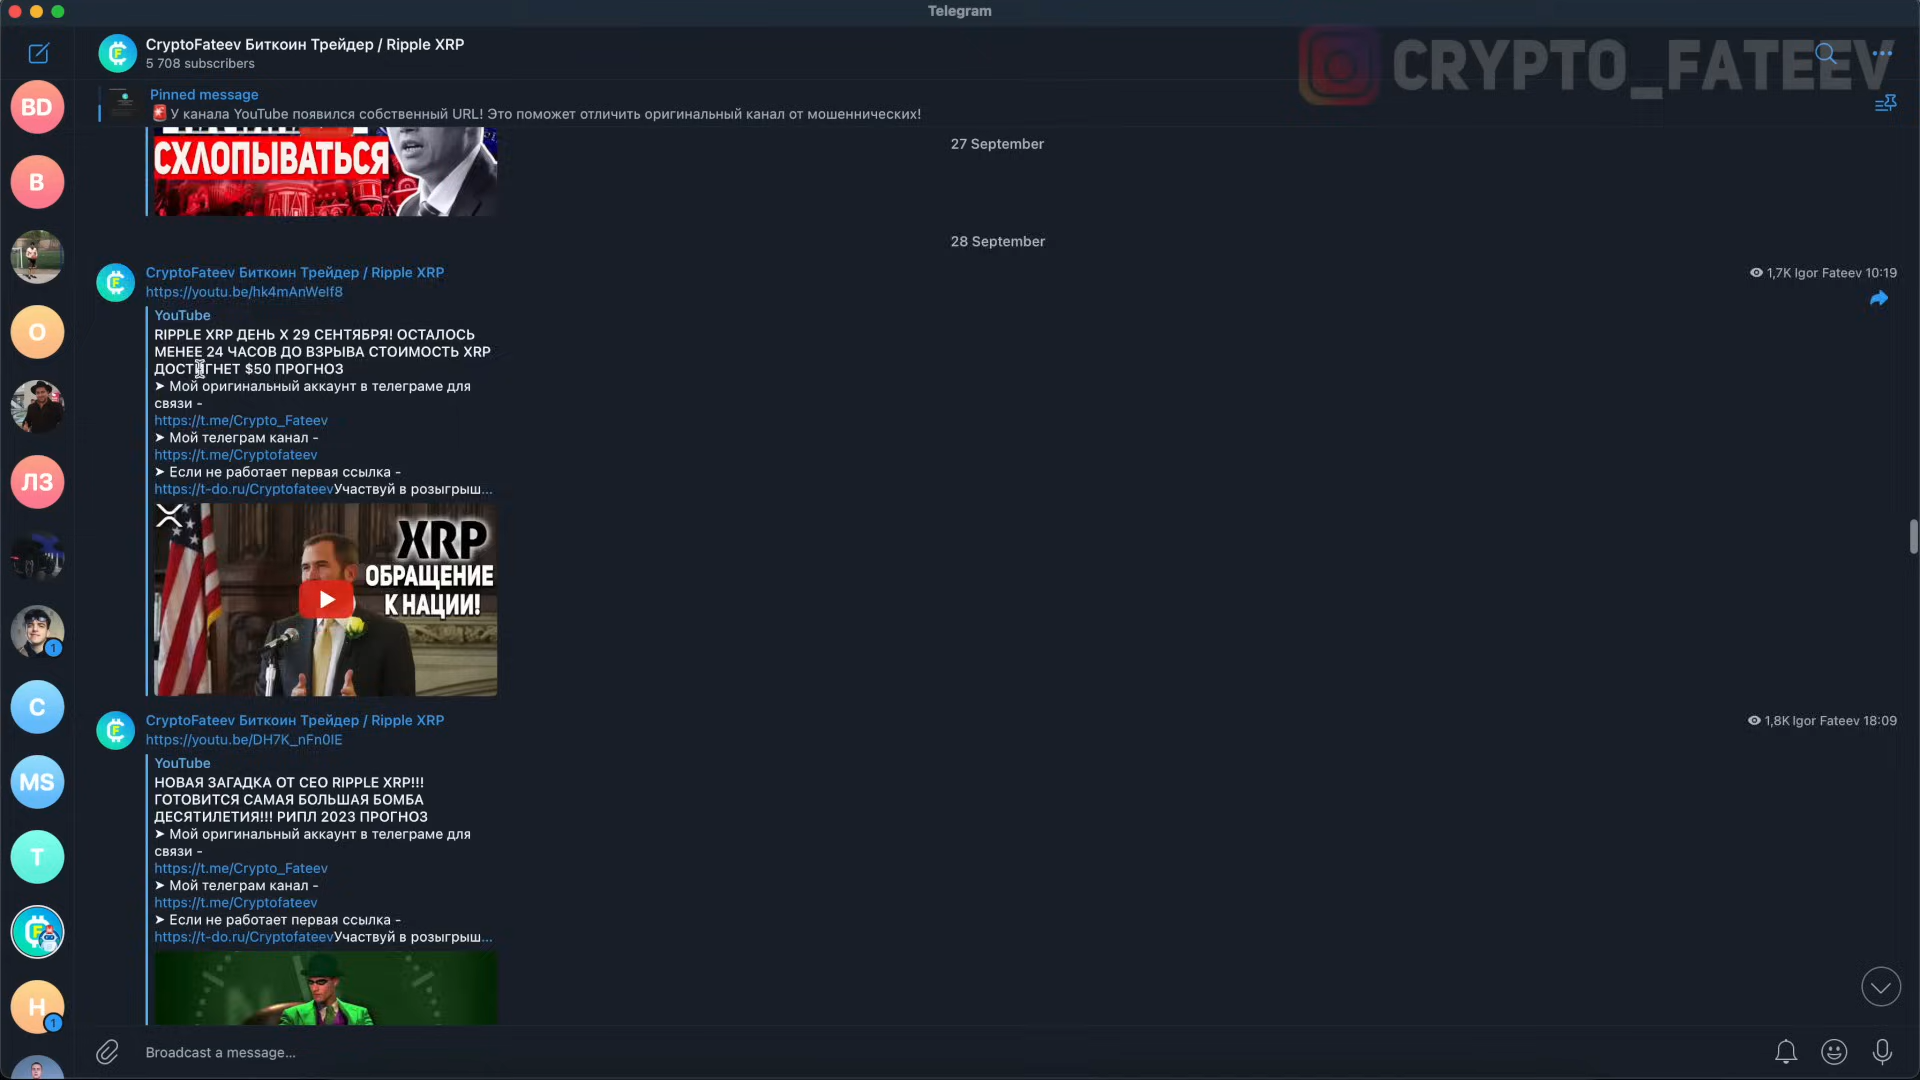 Telegram
CryptoFateev Биткоин Трейдер / Ripple XRP
5 708 subscribers
CRYPTO_FATEEV
Pinned message
🚨 У канала YouTube появился собственный URL! Это поможет отличить оригинальный канал от мошеннических!
BD
B
O
ЛЗ
1
C
MS
T
H
1
СХЛОПЫВАТЬСЯ
27 September
28 September
CryptoFateev Биткоин Трейдер / Ripple XRP
1,7K Igor Fateev 10:19
https://youtu.be/hk4mAnWeIf8
YouTube
RIPPLE XRP ДЕНЬ X 29 СЕНТЯБРЯ! ОСТАЛОСЬ
МЕНЕЕ 24 ЧАСОВ ДО ВЗРЫВА СТОИМОСТЬ XRP
ДОСТИГНЕТ $50 ПРОГНОЗ
➤ Мой оригинальный аккаунт в телеграме для
связи -
https://t.me/Crypto_Fateev
➤ Мой телеграм канал -
https://t.me/Cryptofateev
➤ Если не работает первая ссылка -
https://t-do.ru/CryptofateevУчаствуй в розыгрыш...
XRP
ОБРАЩЕНИЕ
К НАЦИИ!
CryptoFateev Биткоин Трейдер / Ripple XRP
1,8K Igor Fateev 18:09
https://youtu.be/DH7K_nFn0IE
YouTube
НОВАЯ ЗАГАДКА ОТ CEO RIPPLE XRP!!!
ГОТОВИТСЯ САМАЯ БОЛЬШАЯ БОМБА
ДЕСЯТИЛЕТИЯ!!! РИПЛ 2023 ПРОГНОЗ
➤ Мой оригинальный аккаунт в телеграме для
связи -
https://t.me/Crypto_Fateev
➤ Мой телеграм канал -
https://t.me/Cryptofateev
➤ Если не работает первая ссылка -
https://t-do.ru/CryptofateevУчаствуй в розыгрыш...
Broadcast a message...